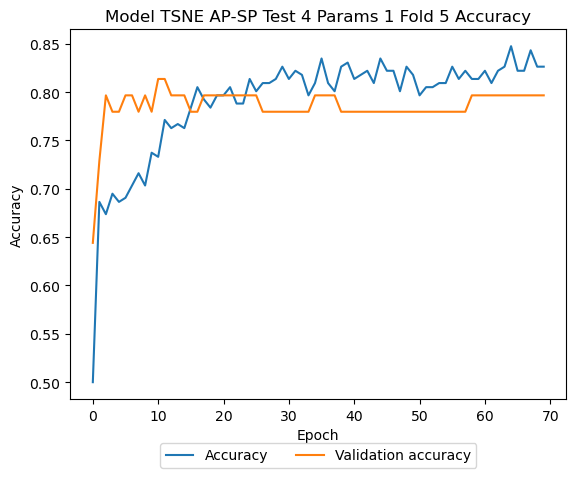 Model TSNE AP-SP Test 4 Params 1 Fold 5 Accuracy
Accuracy
0.85
0.80
0.75
0.70
0.65
0.60
0.55
0.50
0 10 20 30 40 50 60 70
Epoch
Accuracy Validation accuracy